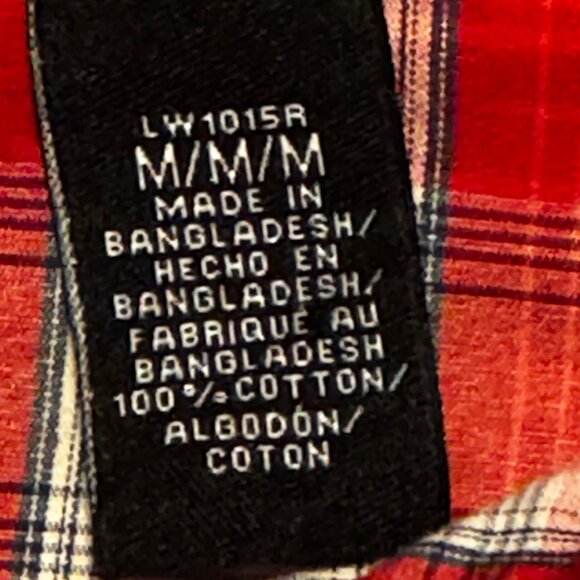 LW1015R
M/M/M
MADE IN
BANGLADESH/
HECHO EN
BANGLADESH/
FABRIQUÉ AU
BANGLADESH
100%COTTON/
ALGODÓN/
COTON